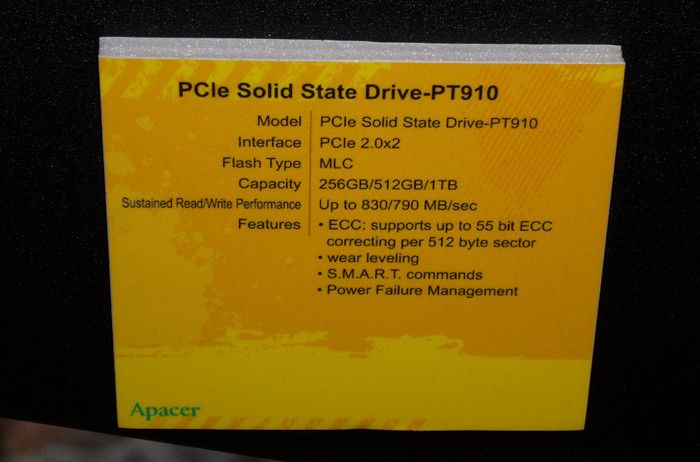 PCIe Solid State Drive-PT910
Model PCIe Solid State Drive-PT910
Interface PCIe 2.0x2
Flash Type MLC
Capacity 256GB/512GB/1TB
Sustained Read/Write Performance Up to 830/790 MB/sec
Features • ECC: supports up to 55 bit ECC
correcting per 512 byte sector
• wear leveling
• S.M.A.R.T. commands
• Power Failure Management
Apacer